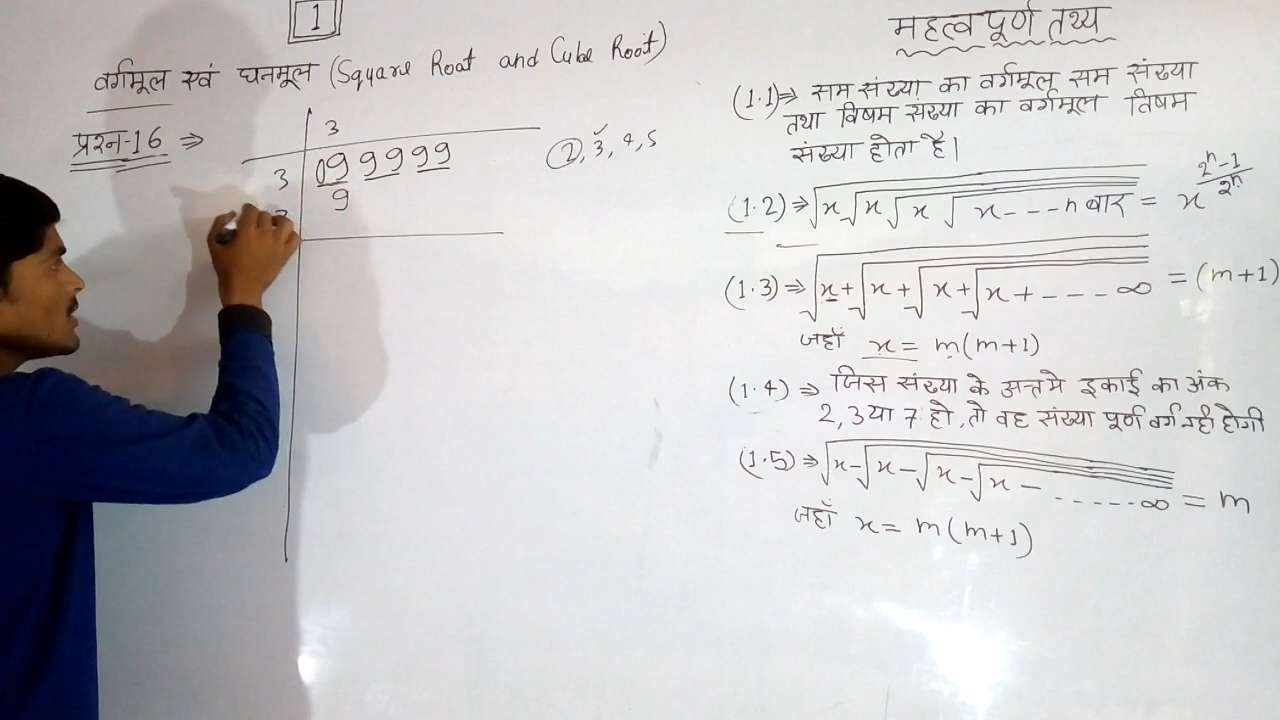 1
वर्गमूल एवं घनमूल (Square Root and Cube Root)
प्रश्न-16 ⇒
3
3 09 99 99
9
3
2, 3, 4, 5
महत्वपूर्ण तथ्य
(1.1)⇒ सम संख्या का वर्गमूल सम संख्या
तथा विषम संख्या का वर्गमूल विषम
संख्या होता है।
(1.2)⇒ √x√x√x√x---n बार = x^(2^n-1)/2^n
(1.3)⇒ √x+√x+√x+√x+---∞ = (m+1)
जहाँ x = m(m+1)
(1.4)⇒ जिस संख्या के अन्तमे इकाई का अंक
2, 3 या 7 हो, तो वह संख्या पूर्ण वर्ग नही होगी
(1.5)⇒ √x-√x-√x-√x-......∞ = m
जहाँ x = m(m+1)